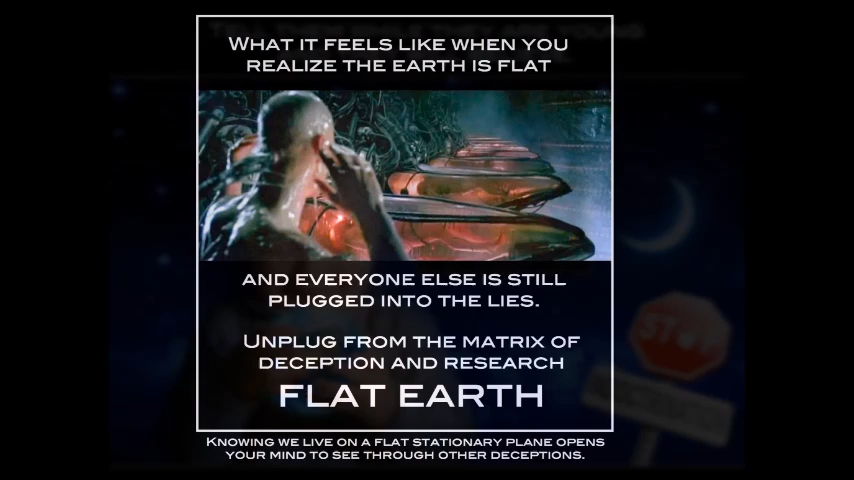 WHAT IT FEELS LIKE WHEN YOU
REALIZE THE EARTH IS FLAT
AND EVERYONE ELSE IS STILL
PLUGGED INTO THE LIES.
UNPLUG FROM THE MATRIX OF
DECEPTION AND RESEARCH
FLAT EARTH
KNOWING WE LIVE ON A FLAT STATIONARY PLANE OPENS
YOUR MIND TO SEE THROUGH OTHER DECEPTIONS.
STOP